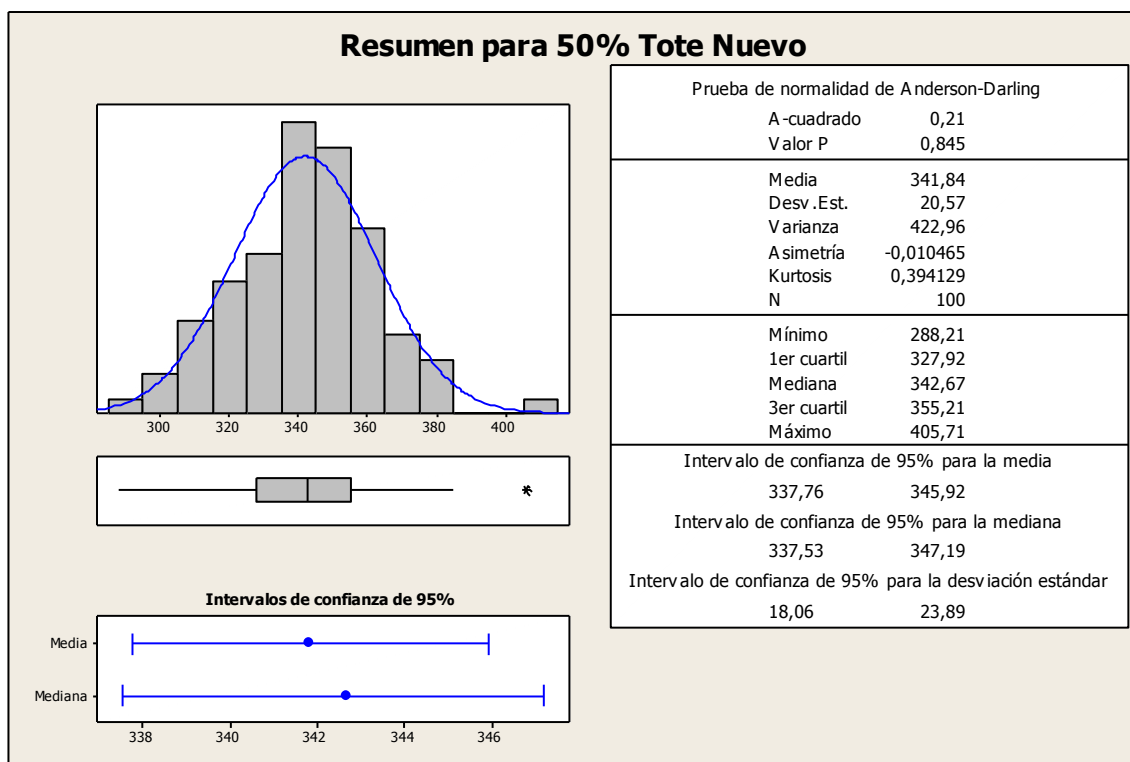 Resumen para 50% Tote Nuevo
300 320 340 360 380 400
Intervalos de confianza de 95%
Media
Mediana
338 340 342 344 346
Prueba de normalidad de Anderson-Darling
A-cuadrado 0,21
Valor P 0,845
Media 341,84
Desv.Est. 20,57
Varianza 422,96
Asimetría -0,010465
Kurtosis 0,394129
N 100
Mínimo 288,21
1er cuartil 327,92
Mediana 342,67
3er cuartil 355,21
Máximo 405,71
Intervalo de confianza de 95% para la media
337,76 345,92
Intervalo de confianza de 95% para la mediana
337,53 347,19
Intervalo de confianza de 95% para la desviación estándar
18,06 23,89